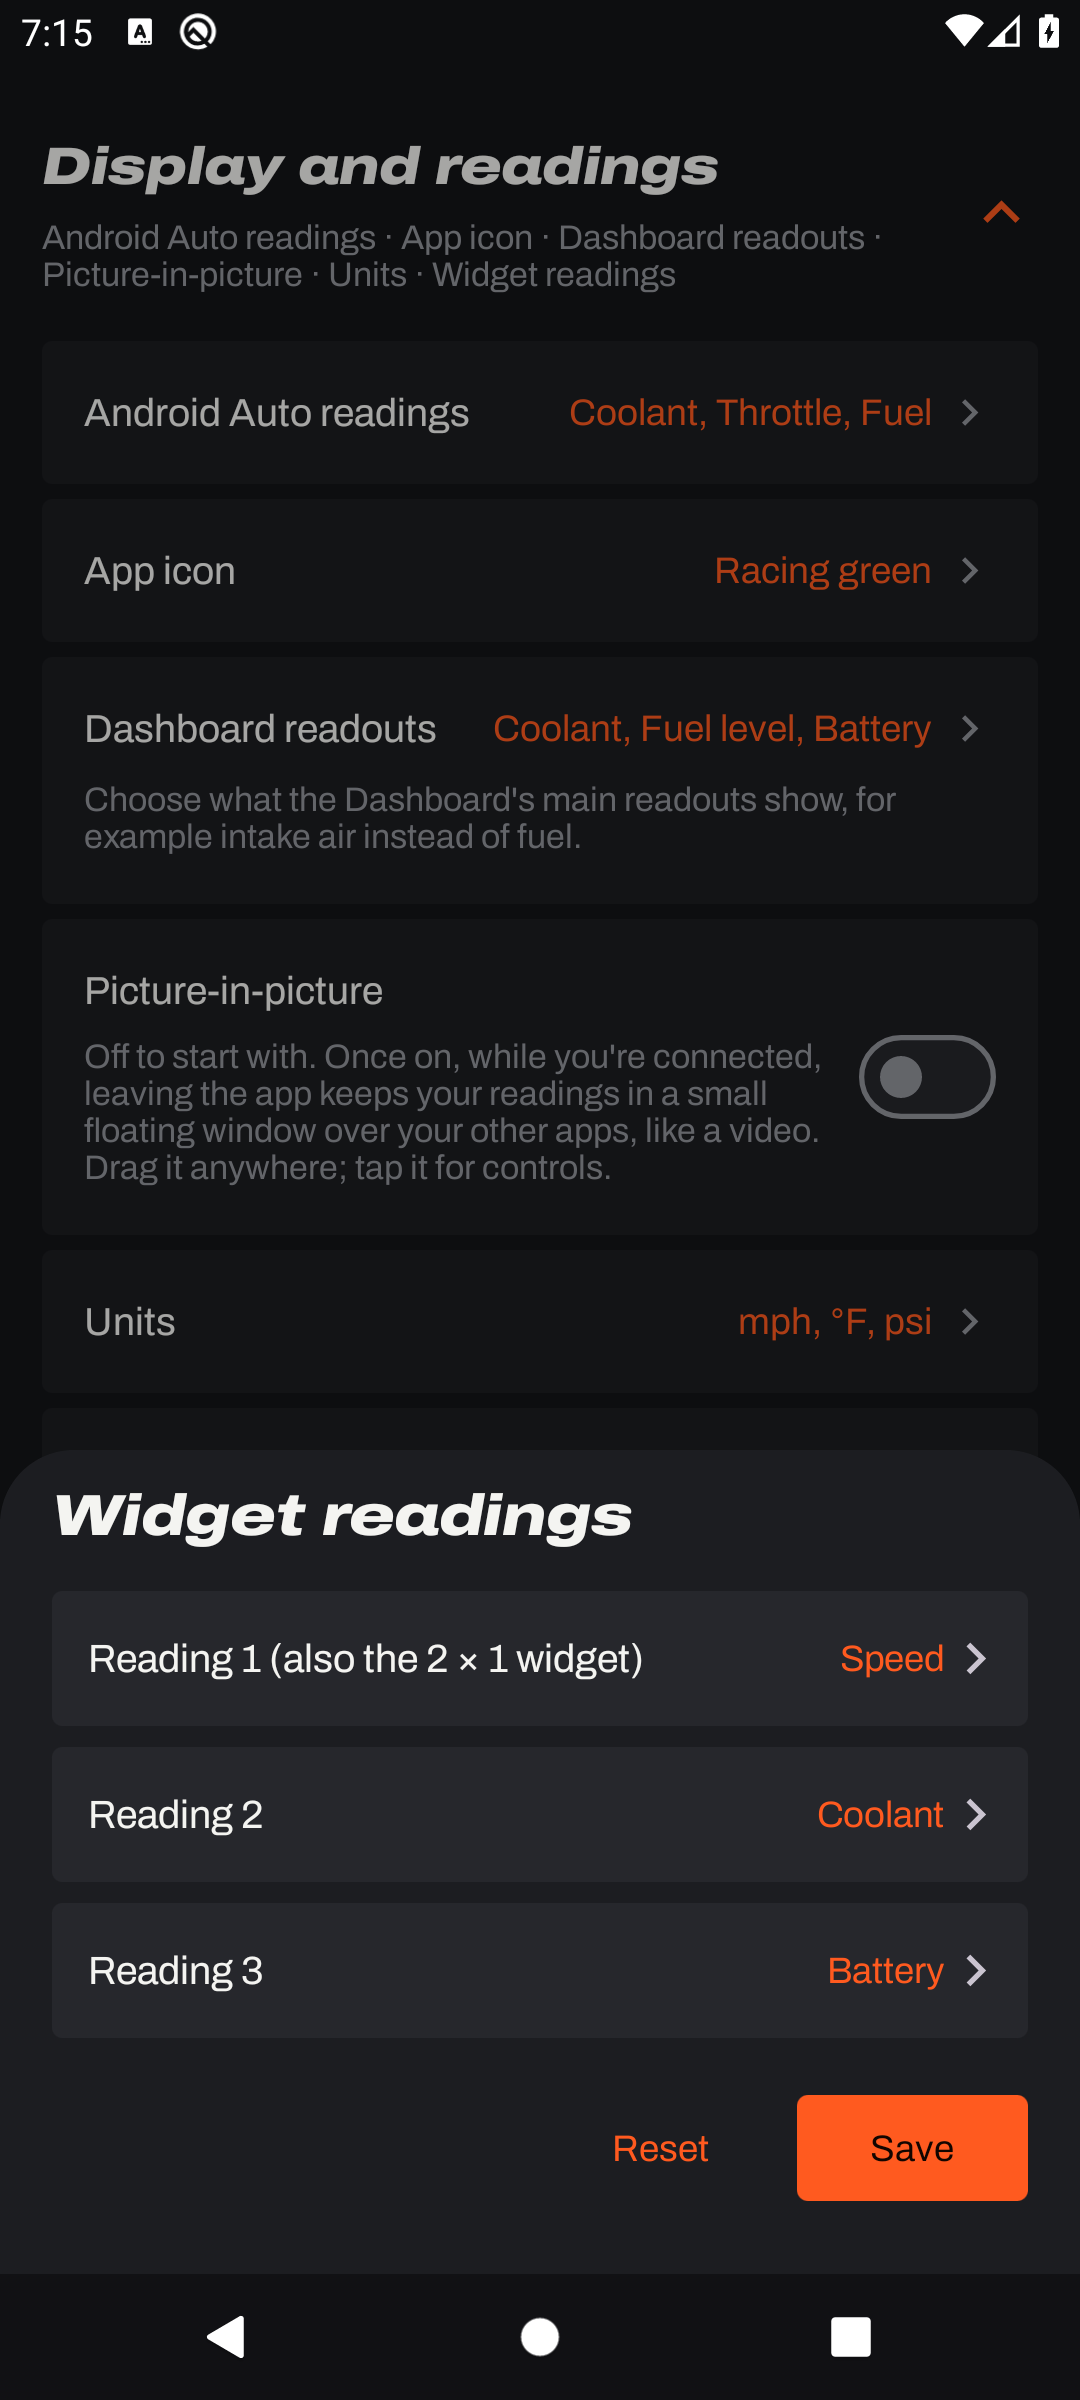 7:15
Display and readings
Android Auto readings · App icon · Dashboard readouts ·
Picture-in-picture · Units · Widget readings
Android Auto readings Coolant, Throttle, Fuel
App icon Racing green
Dashboard readouts Coolant, Fuel level, Battery
Choose what the Dashboard's main readouts show, for
example intake air instead of fuel.
Picture-in-picture
Off to start with. Once on, while you're connected,
leaving the app keeps your readings in a small
floating window over your other apps, like a video.
Drag it anywhere; tap it for controls.
Units mph, °F, psi
Widget readings
Reading 1 (also the 2 × 1 widget) Speed
Reading 2 Coolant
Reading 3 Battery
Reset Save